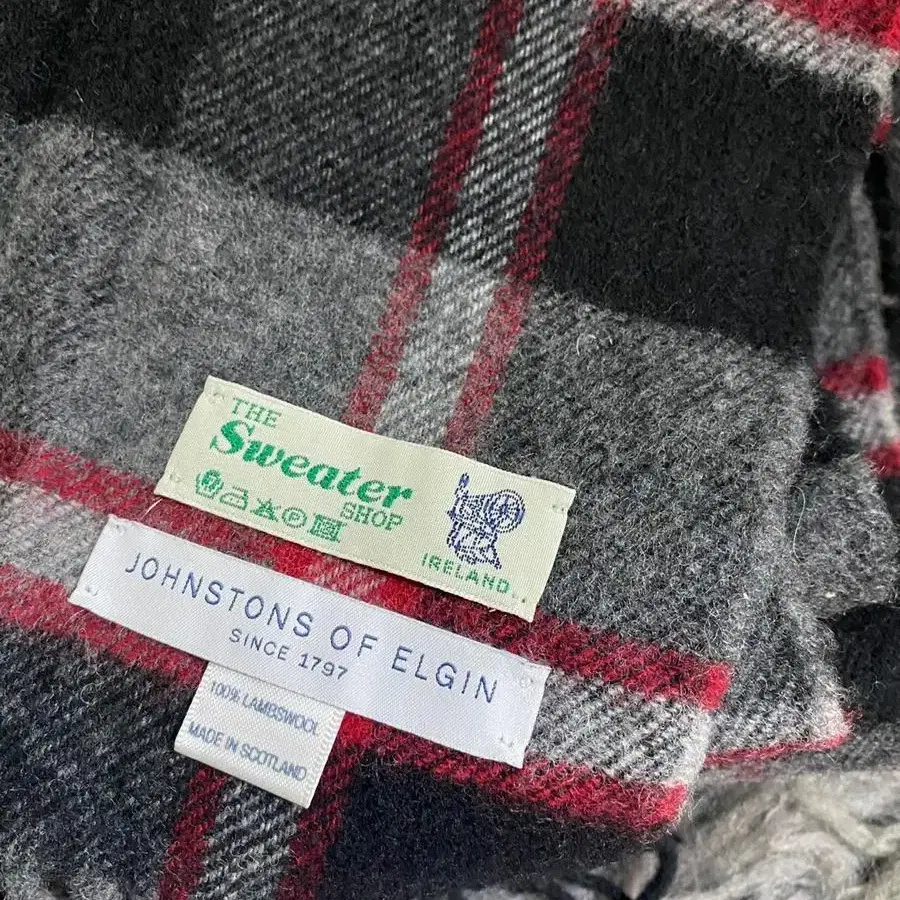 THE
Sweater
SHOP
IRELAND..
JOHNSTONS OF ELGIN
SINCE 1797
100% LAMBSWOOL
MADE IN SCOTLAND